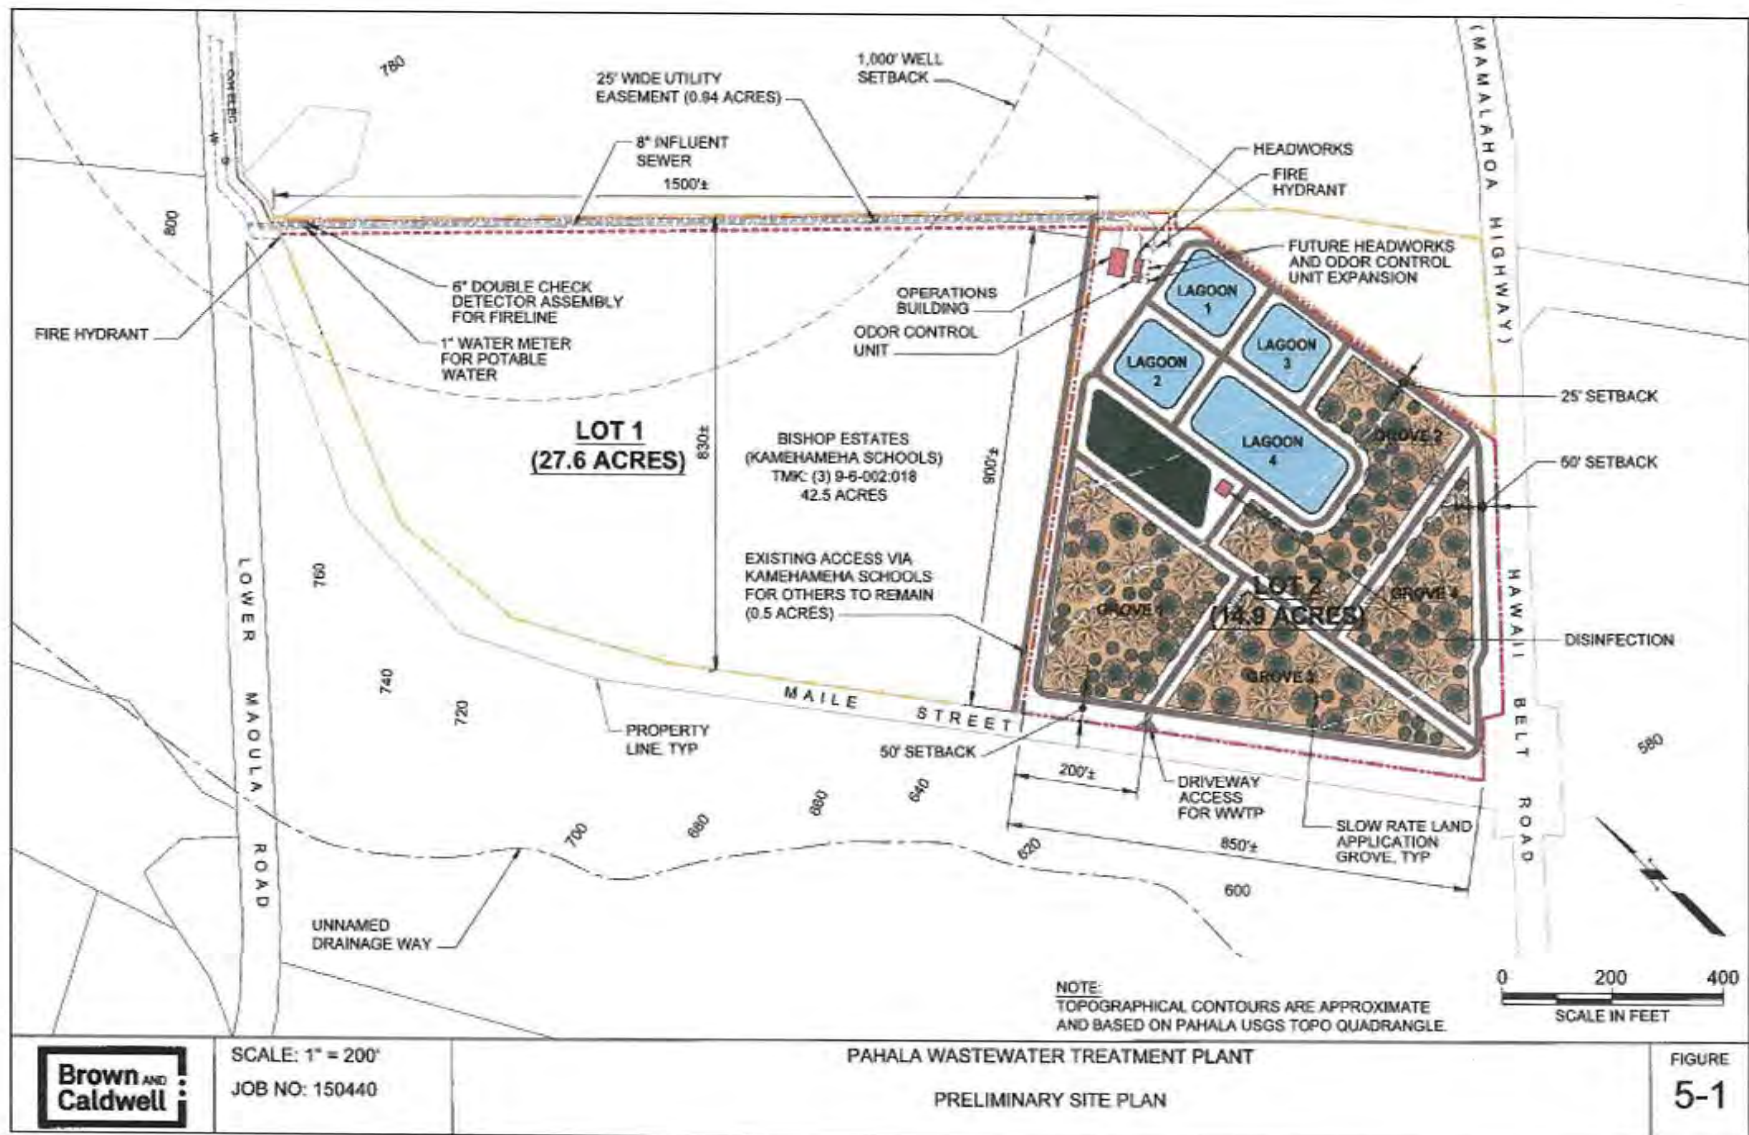 780
1,000' WELL
SETBACK
25' WIDE UTILITY
EASEMENT (0.94 ACRES)
8" INFLUENT
SEWER
1500'±
(MAMALAHOA HIGHWAY)
HEADWORKS
FIRE
HYDRANT
800
FUTURE HEADWORKS
AND ODOR CONTROL
UNIT EXPANSION
6" DOUBLE CHECK
DETECTOR ASSEMBLY
FOR FIRELINE
OPERATIONS
BUILDING
ODOR CONTROL
UNIT
FIRE HYDRANT
1" WATER METER
FOR POTABLE
WATER
LAGOON
1
LAGOON
2
LAGOON
3
LAGOON
4
25' SETBACK
LOT 1
(27.6 ACRES)
830'±
BISHOP ESTATES
(KAMEHAMEHA SCHOOLS)
TMK: (3) 9-6-002:018
42.5 ACRES
900'±
GROVE 2
50' SETBACK
EXISTING ACCESS VIA
KAMEHAMEHA SCHOOLS
FOR OTHERS TO REMAIN
(0.5 ACRES)
GROVE 1
LOT 2
(14.9 ACRES)
GROVE 4
DISINFECTION
GROVE 3
LOWER MAOULA ROAD
HAWAII BELT ROAD
760
740
720
MAILE STREET
PROPERTY
LINE, TYP
50' SETBACK
200'±
DRIVEWAY
ACCESS
FOR WWTP
580
700
680
660
640
620
850'±
600
SLOW RATE LAND
APPLICATION
GROVE, TYP
UNNAMED
DRAINAGE WAY
NOTE:
TOPOGRAPHICAL CONTOURS ARE APPROXIMATE
AND BASED ON PAHALA USGS TOPO QUADRANGLE.
0 200 400
SCALE IN FEET
Brown AND
Caldwell
SCALE: 1" = 200'
JOB NO: 150440
PAHALA WASTEWATER TREATMENT PLANT
PRELIMINARY SITE PLAN
FIGURE
5-1